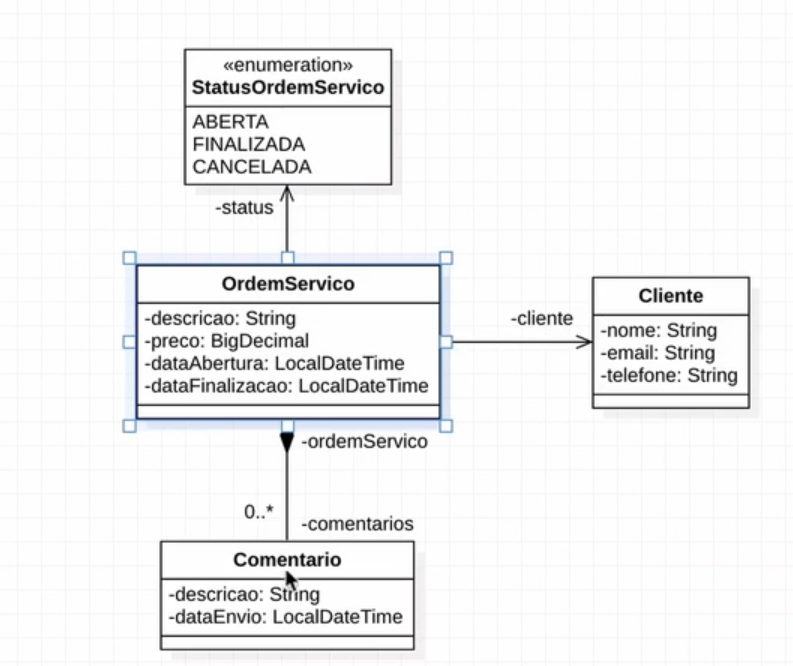 «enumeration»
StatusOrdemServico
ABERTA
FINALIZADA
CANCELADA
-status
OrdemServico
-descricao: String
-preco: BigDecimal
-dataAbertura: LocalDateTime
-dataFinalizacao: LocalDateTime
-cliente
Cliente
-nome: String
-email: String
-telefone: String
-ordemServico
0..*
-comentarios
Comentario
-descricao: String
-dataEnvio: LocalDateTime